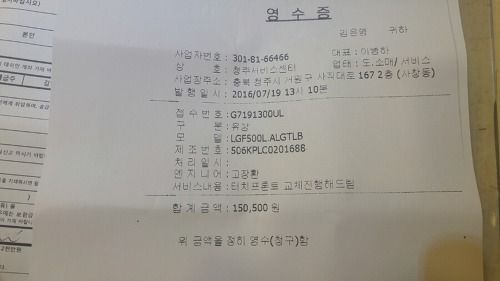 영 수 증
김은영 귀하
사업자번호 : 301-81-66466 대표 : 이병하
상 호 : 청주서비스센터 업태 : 도.소매/ 서비스
사업장주소 : 충북 청주시 서원구 사직대로 167 2층 (사창동)
발 행 일 시 : 2016/07/19 13시 10분
접 수 번 호 : G7191300UL
구 분 : 유상
모 델 : LGF500L.ALGTLB
제 조 번 호 : 506KPLC0201688
처 리 일 시 :
엔 지 니 어 : 고장환
서비스내용 : 터치프론트 교체진행해드림
합 계 금 액 : 150,500 원
위 금액을 정히 영수(청구)함
본인